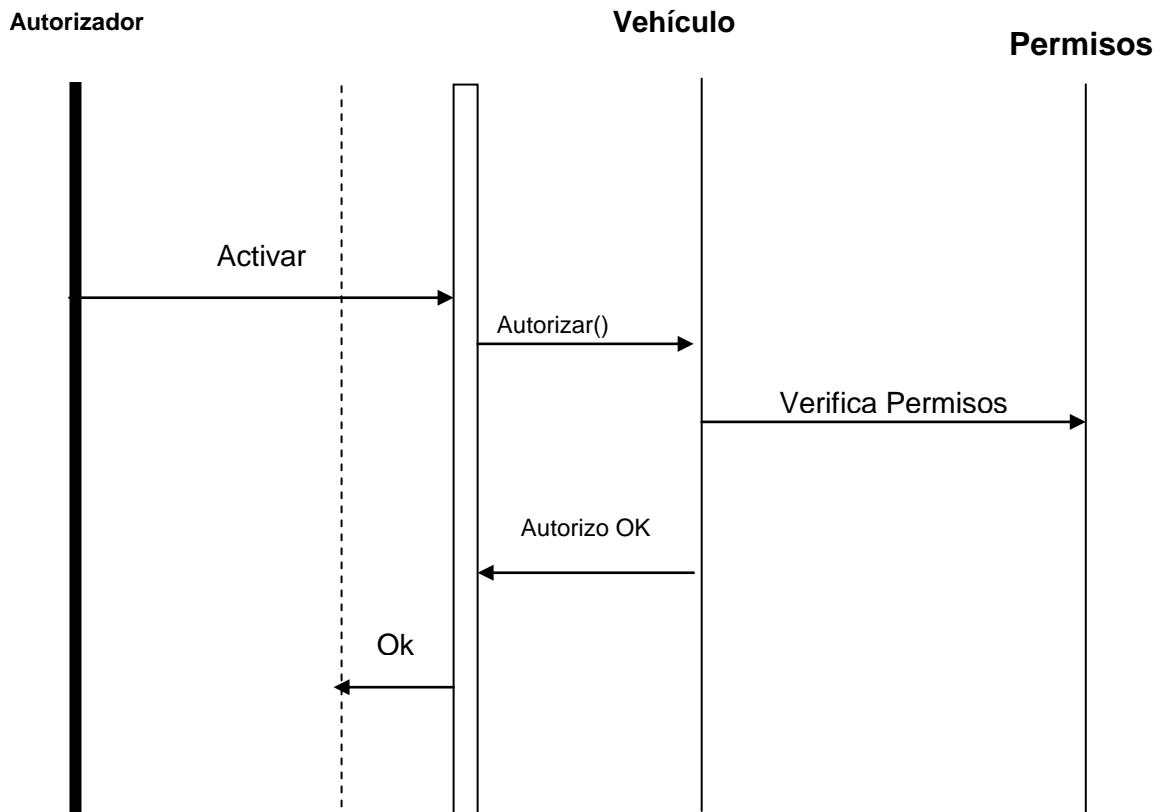 Autorizador
Vehículo
Permisos
Activar
Autorizar()
Verifica Permisos
Autorizo OK
Ok